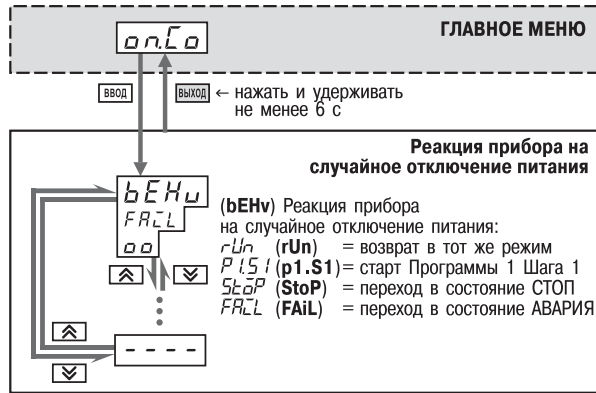 ГЛАВНОЕ МЕНЮ
on.Co
ВВОД
ВЫХОД ← нажать и удерживать
не менее 6 с
Реакция прибора на
случайное отключение питания
bEHu
FAIL
oo
(bEHv) Реакция прибора
на случайное отключение питания:
rUn (rUn) = возврат в тот же режим
P1.S1 (p1.S1) = старт Программы 1 Шага 1
StoP (StoP) = переход в состояние СТОП
FAIL (FAiL) = переход в состояние АВАРИЯ
- - - -